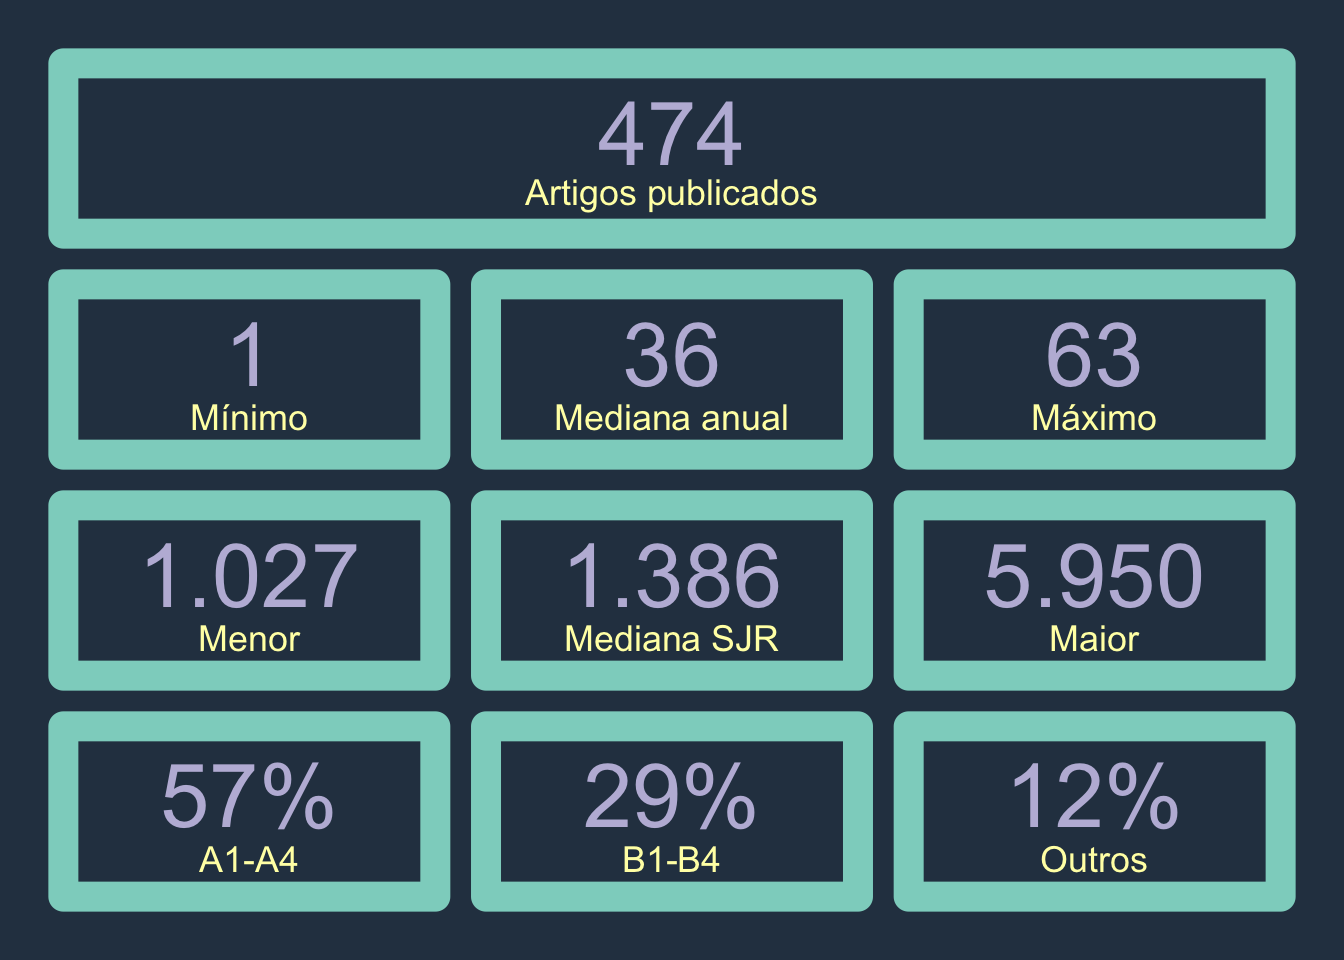 474
Artigos publicados
1
Mínimo
36
Mediana anual
63
Máximo
1.027
Menor
1.386
Mediana SJR
5.950
Maior
57%
A1-A4
29%
B1-B4
12%
Outros